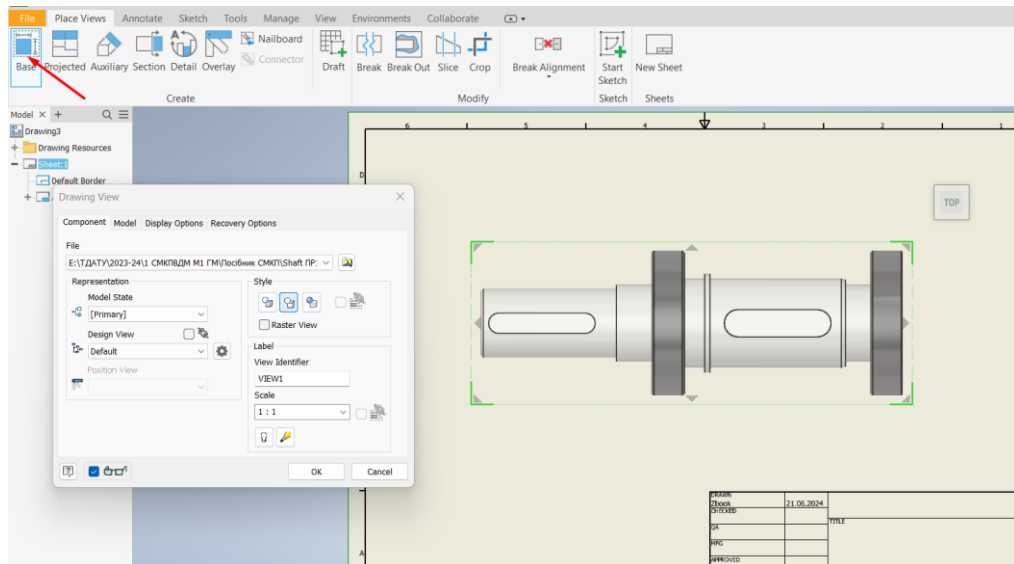 File Place Views Annotate Sketch Tools Manage View Environments Collaborate
Base Projected Auxiliary Section Detail Overlay Nailboard Connector Draft Break Break Out Slice Crop Break Alignment Start Sketch New Sheet
Create Modify Sketch Sheets
Model × +
Drawing3
Drawing Resources
Sheet:1
Default Border
6 5 4 3 2 1
D
TOP
Drawing View
Component Model Display Options Recovery Options
File
E:\ТДАТУ\2023-24\1 СМКПВДМ М1 ГМ\Посібник СМКП\Shaft ПР:
Representation
Model State
[Primary]
Design View
Default
Position View
Style
Raster View
Label
View Identifier
VIEW1
Scale
1 : 1
OK Cancel
DRAWN
Zbook 21.06.2024
CHECKED
QA
MFG
APPROVED
TITLE
A